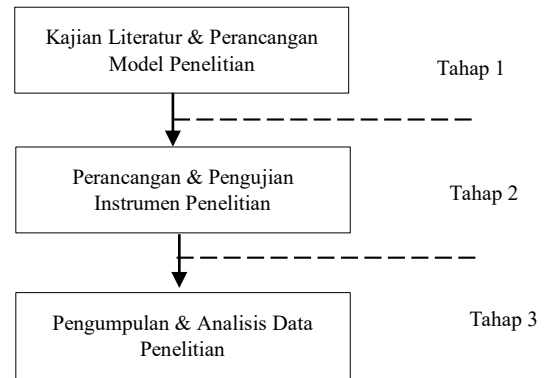 Kajian Literatur & Perancangan
Model Penelitian
Tahap 1
Perancangan & Pengujian
Instrumen Penelitian
Tahap 2
Pengumpulan & Analisis Data
Penelitian
Tahap 3